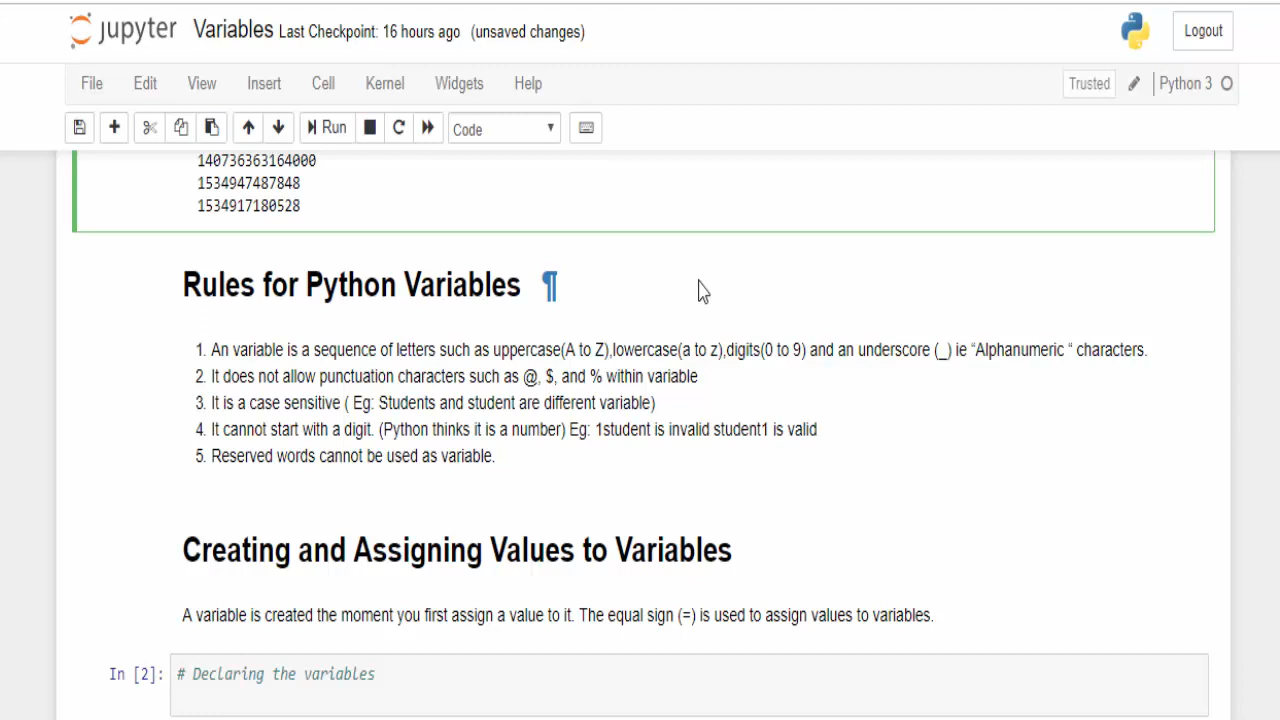 jupyter Variables Last Checkpoint: 16 hours ago (unsaved changes) Logout
File Edit View Insert Cell Kernel Widgets Help Trusted Python 3
Run Code
140736363164000
1534947487848
1534917180528
Rules for Python Variables ¶
1. An variable is a sequence of letters such as uppercase(A to Z),lowercase(a to z),digits(0 to 9) and an underscore (_) ie “Alphanumeric “ characters.
2. It does not allow punctuation characters such as @, $, and % within variable
3. It is a case sensitive ( Eg: Students and student are different variable)
4. It cannot start with a digit. (Python thinks it is a number) Eg: 1student is invalid student1 is valid
5. Reserved words cannot be used as variable.
Creating and Assigning Values to Variables
A variable is created the moment you first assign a value to it. The equal sign (=) is used to assign values to variables.
In [2]: # Declaring the variables